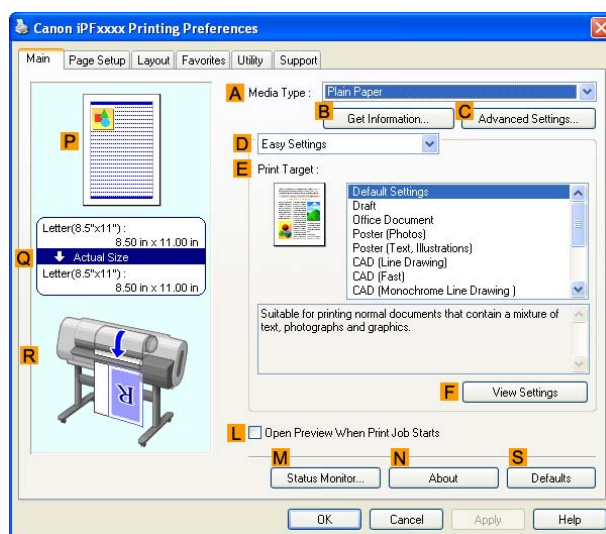 Canon iPFxxxx Printing Preferences
Main Page Setup Layout Favorites Utility Support
A Media Type : Plain Paper
B Get Information... C Advanced Settings...
D Easy Settings
E Print Target :
P
Default Settings
Draft
Office Document
Poster (Photos)
Poster (Text, Illustrations)
CAD (Line Drawing)
CAD (Fast)
CAD (Monochrome Line Drawing )
Letter(8.5"x11") :
8.50 in x 11.00 in
Q Actual Size
Letter(8.5"x11") :
8.50 in x 11.00 in
Suitable for printing normal documents that contain a mixture of
text, photographs and graphics.
R
R
F View Settings
L Open Preview When Print Job Starts
M Status Monitor... N About S Defaults
OK Cancel Apply Help